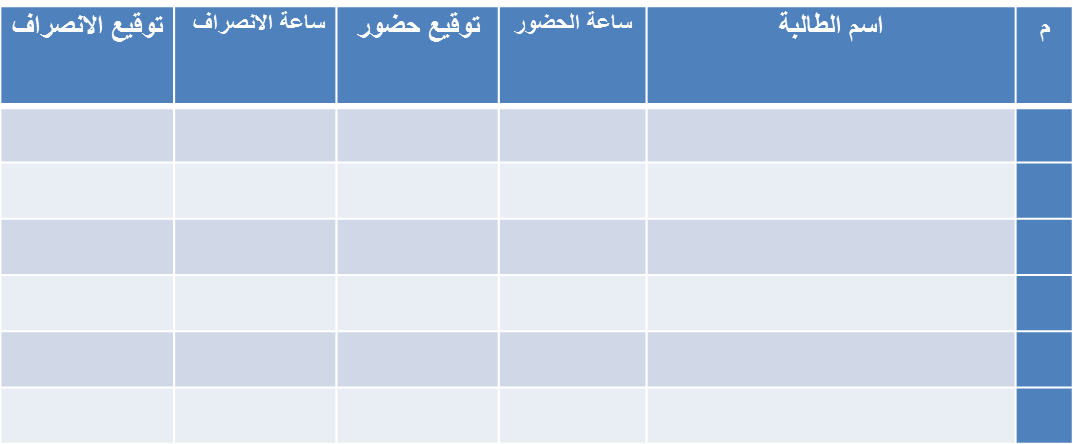 م
اسم الطالبة
ساعة الحضور
توقيع حضور
ساعة الانصراف
توقيع الانصراف